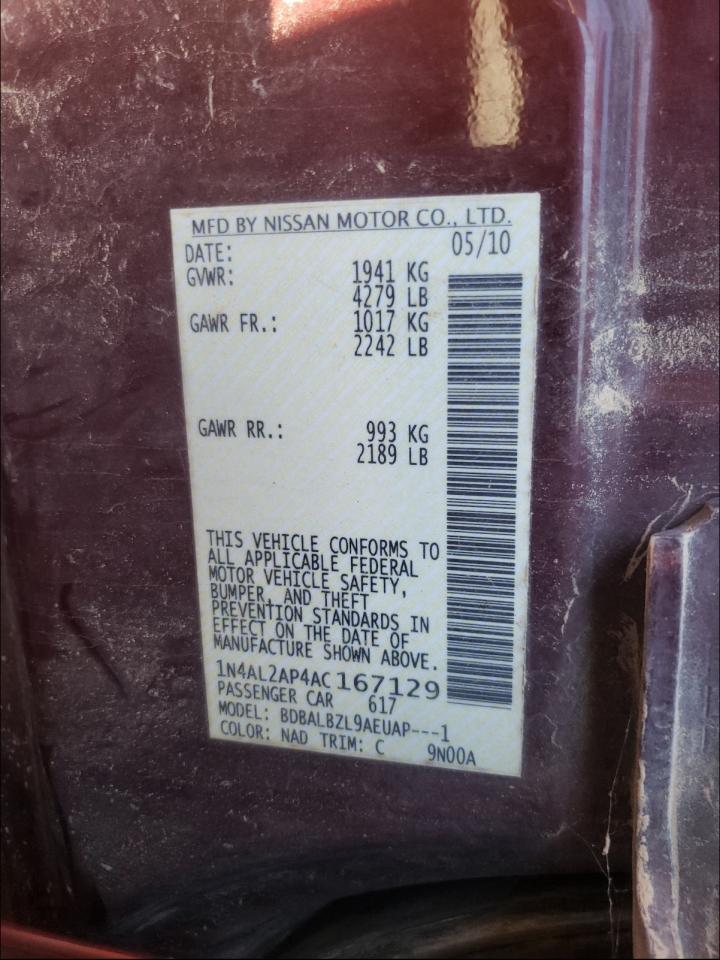 MFD BY NISSAN MOTOR CO., LTD.
DATE: 05/10
GVWR: 1941 KG
4279 LB
GAWR FR.: 1017 KG
2242 LB
GAWR RR.: 993 KG
2189 LB
THIS VEHICLE CONFORMS TO
ALL APPLICABLE FEDERAL
MOTOR VEHICLE SAFETY,
BUMPER, AND THEFT
PREVENTION STANDARDS IN
EFFECT ON THE DATE OF
MANUFACTURE SHOWN ABOVE.
1N4AL2AP4AC167129
PASSENGER CAR 617
MODEL: BDBALBZL9AEUAP---1
COLOR: NAD TRIM: C 9N00A